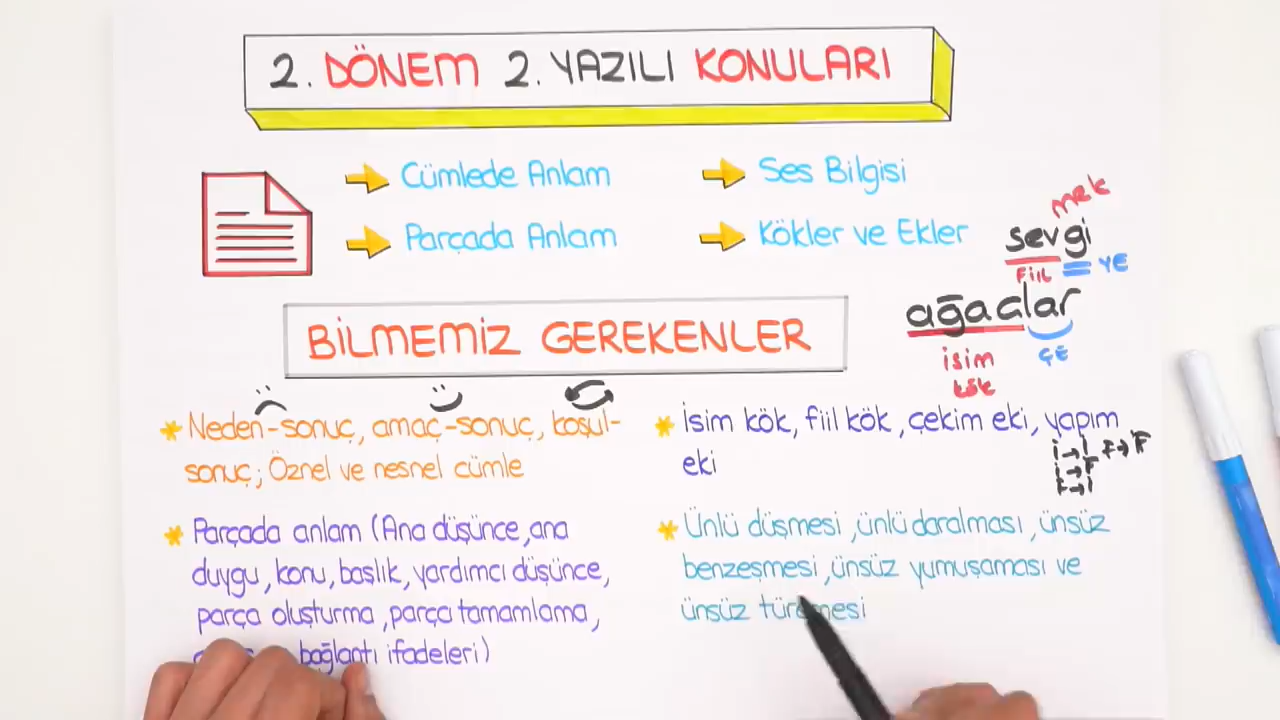 2. DÖNEM 2. YAZILI KONULARI
Cümlede Anlam
Parçada Anlam
Ses Bilgisi
Kökler ve Ekler
mek
sevgi
FİİL YE
ağaclar
isim ÇE
kök
BİLMEMİZ GEREKENLER
* Neden-sonuç, amaç-sonuç, koşul-
sonuç; Öznel ve nesnel cümle
* Parçada anlam (Ana düşünce, ana
duygu, konu, başlık, yardımcı düşünce,
parça oluşturma, parça tamamlama,
bağlantı ifadeleri)
* İsim kök, fiil kök, çekim eki, yapım
eki
i→i F→F
i→F
F→i
* Ünlü düşmesi, ünlü daralması, ünsüz
benzeşmesi, ünsüz yumuşaması ve
ünsüz türemesi